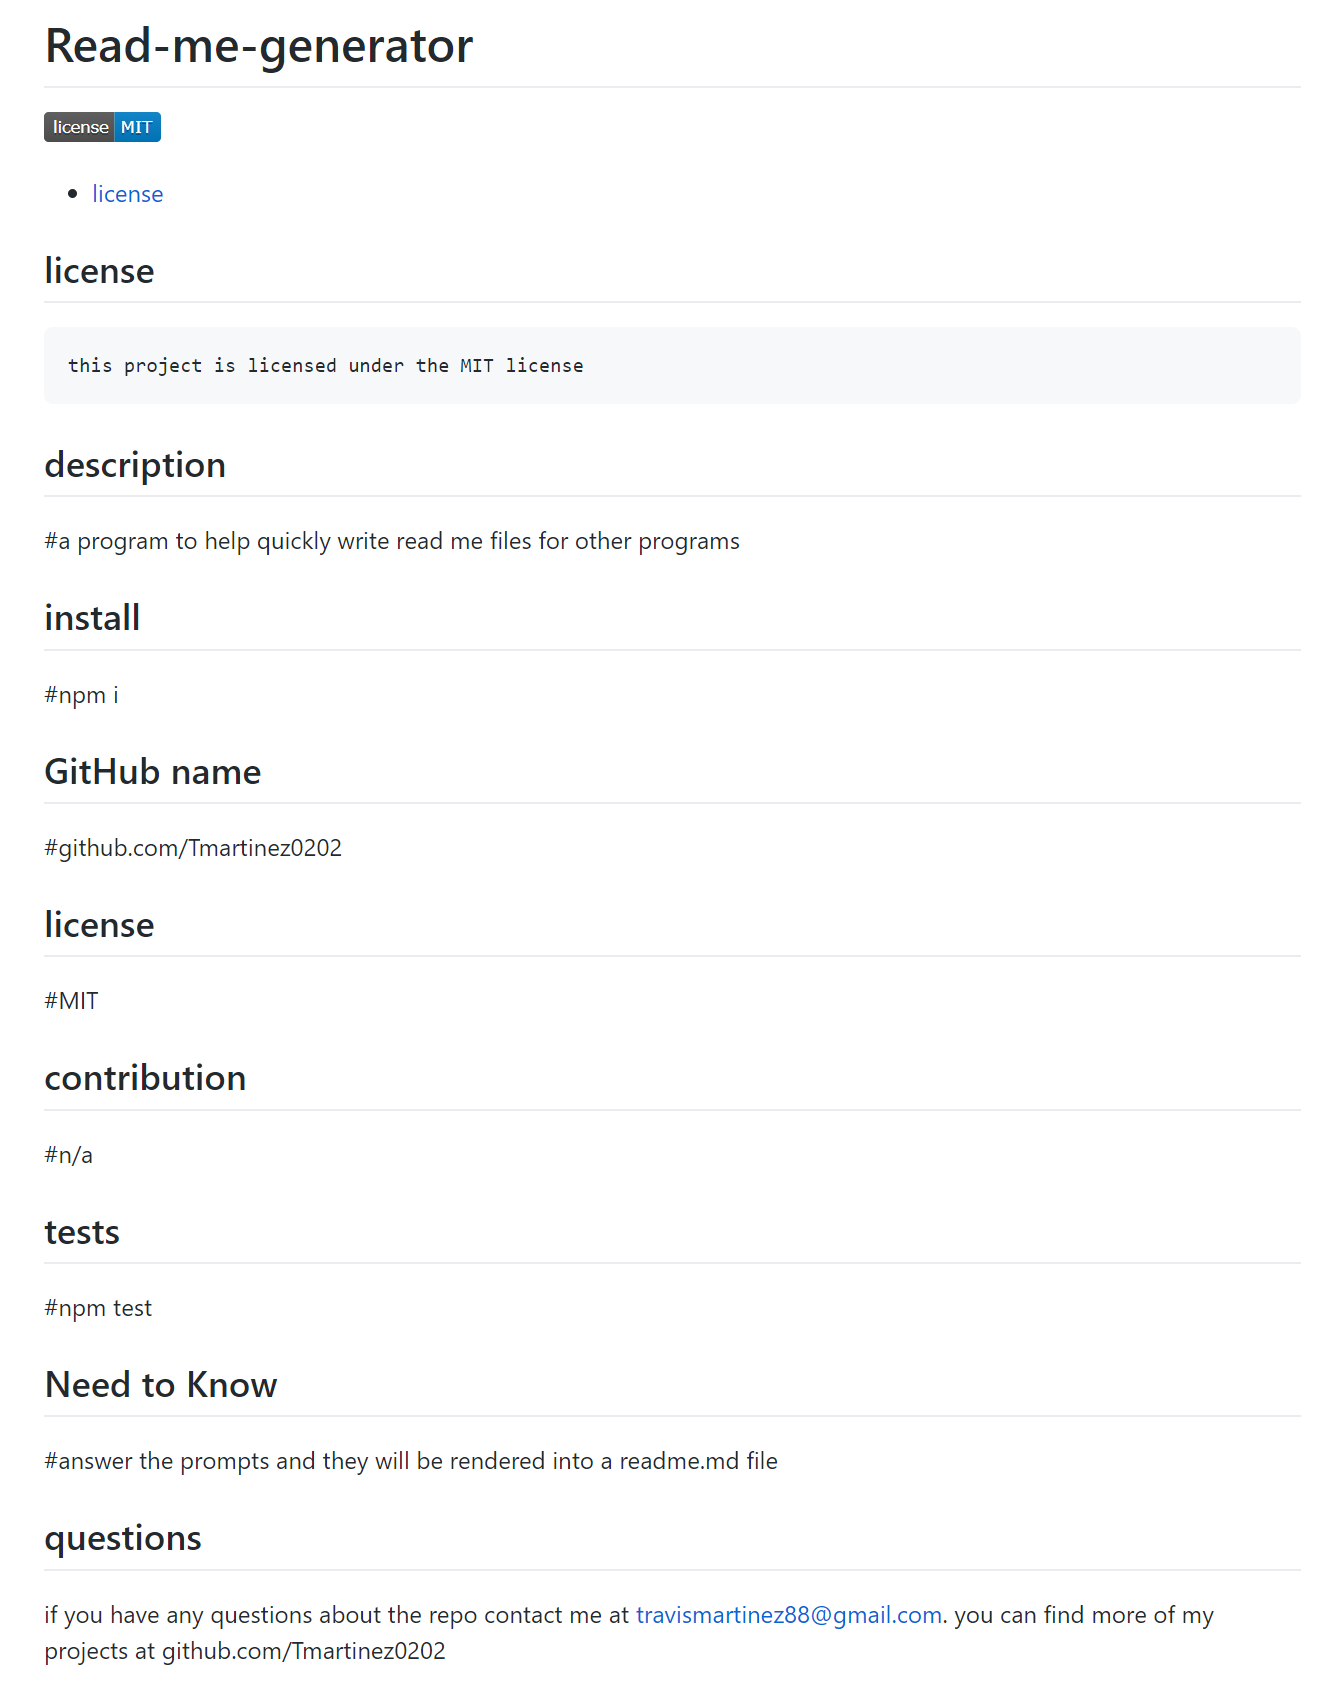 Read-me-generator
license MIT
license
license
this project is licensed under the MIT license
description
#a program to help quickly write read me files for other programs
install
#npm i
GitHub name
#github.com/Tmartinez0202
license
#MIT
contribution
#n/a
tests
#npm test
Need to Know
#answer the prompts and they will be rendered into a readme.md file
questions
if you have any questions about the repo contact me at travismartinez88@gmail.com. you can find more of my
projects at github.com/Tmartinez0202